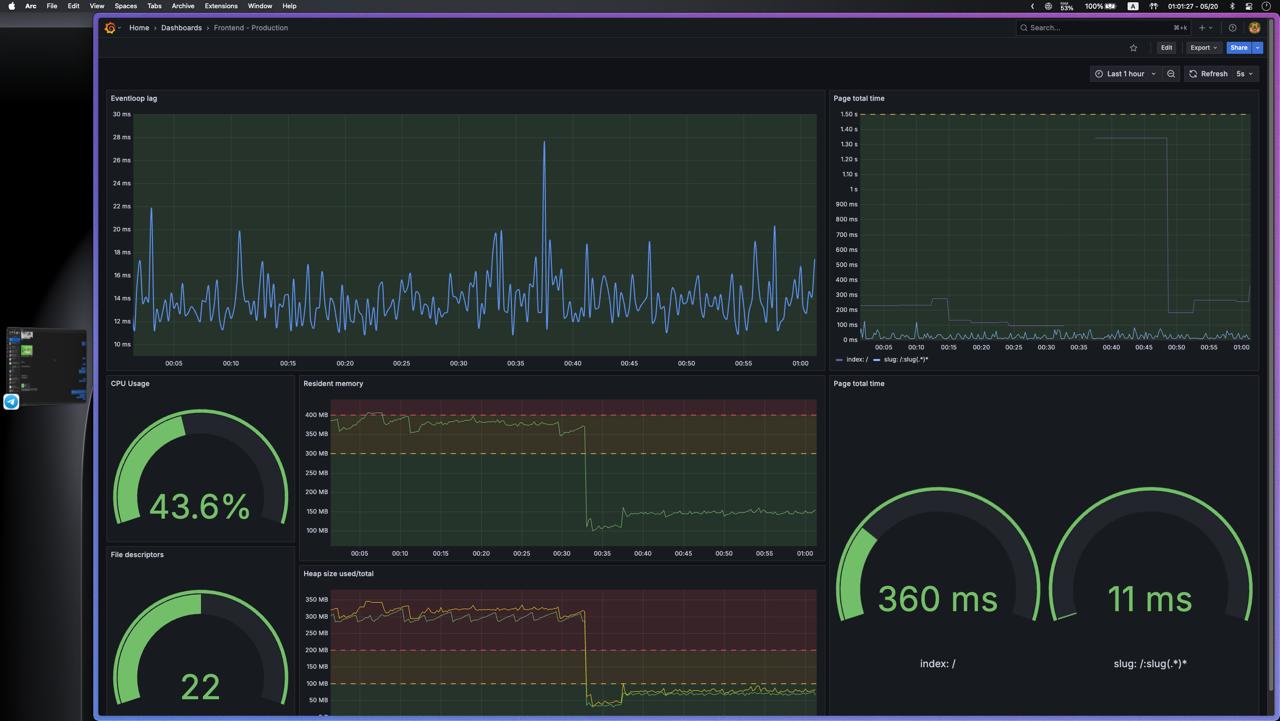 Arc File Edit View Spaces Tabs Archive Extensions Window Help
53% 100% A 01:01:27 - 05/20
Home › Dashboards › Frontend - Production
Search... ⌘+k
Edit Export Share
Last 1 hour Refresh 5s
Eventloop lag
30 ms
28 ms
26 ms
24 ms
22 ms
20 ms
18 ms
16 ms
14 ms
12 ms
10 ms
00:05 00:10 00:15 00:20 00:25 00:30 00:35 00:40 00:45 00:50 00:55 01:00
Page total time
1.50 s
1.40 s
1.30 s
1.20 s
1.10 s
1 s
900 ms
800 ms
700 ms
600 ms
500 ms
400 ms
300 ms
200 ms
100 ms
0 ms
00:05 00:10 00:15 00:20 00:25 00:30 00:35 00:40 00:45 00:50 00:55 01:00
index: / slug: /:slug(.*)*
CPU Usage
43.6%
Resident memory
400 MB
350 MB
300 MB
250 MB
200 MB
150 MB
100 MB
00:05 00:10 00:15 00:20 00:25 00:30 00:35 00:40 00:45 00:50 00:55 01:00
Page total time
360 ms
index: /
11 ms
slug: /:slug(.*)*
File descriptors
22
Heap size used/total
350 MB
300 MB
250 MB
200 MB
150 MB
100 MB
50 MB